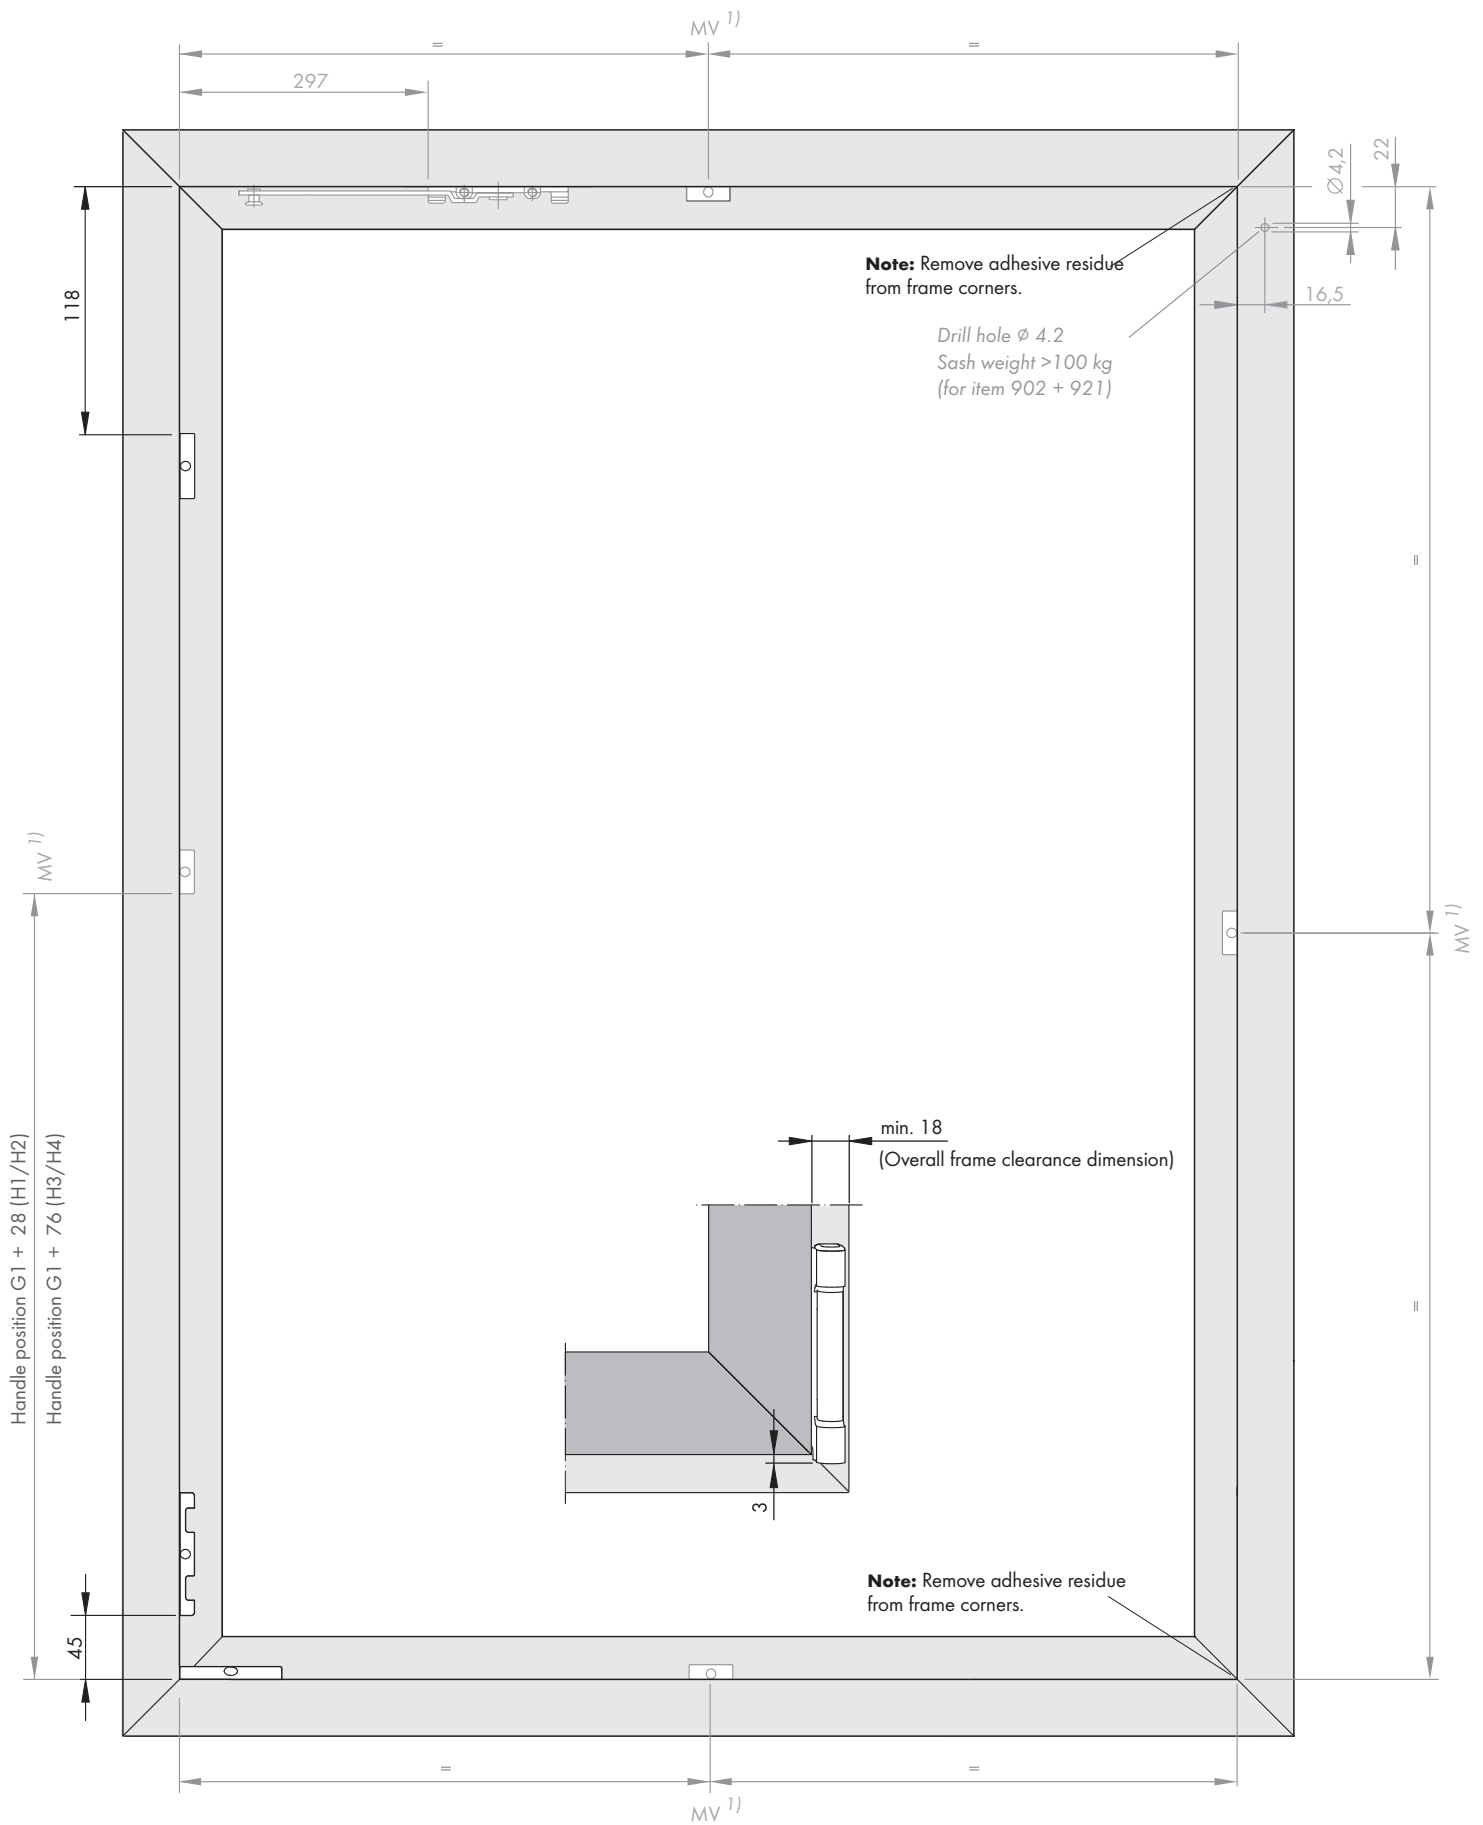 MV 1)
=
=
297
Ø 4,2
22
118
Note: Remove adhesive residue
from frame corners.
16,5
Drill hole ϕ 4.2
Sash weight >100 kg
(for item 902 + 921)
=
MV 1)
MV 1)
min. 18
(Overall frame clearance dimension)
Handle position G1 + 28 (H1/H2)
Handle position G1 + 76 (H3/H4)
=
3
Note: Remove adhesive residue
from frame corners.
45
=
=
MV 1)